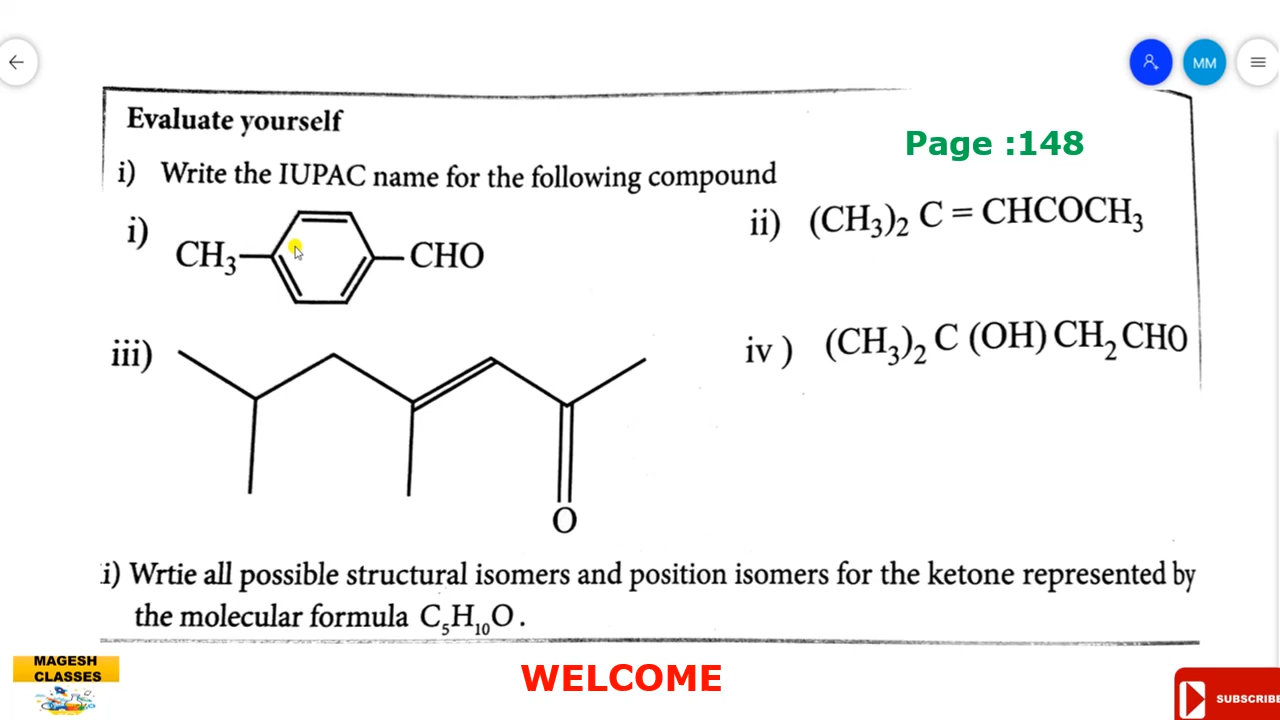 MM
Evaluate yourself
Page :148
i) Write the IUPAC name for the following compound
i) CH₃ CHO
ii) (CH₃)₂ C = CHCOCH₃
iii) O
iv ) (CH₃)₂ C (OH) CH₂CHO
i) Wrtie all possible structural isomers and position isomers for the ketone represented by
the molecular formula C₅H₁₀O.
MAGESH
CLASSES
WELCOME
SUBSCRIBE